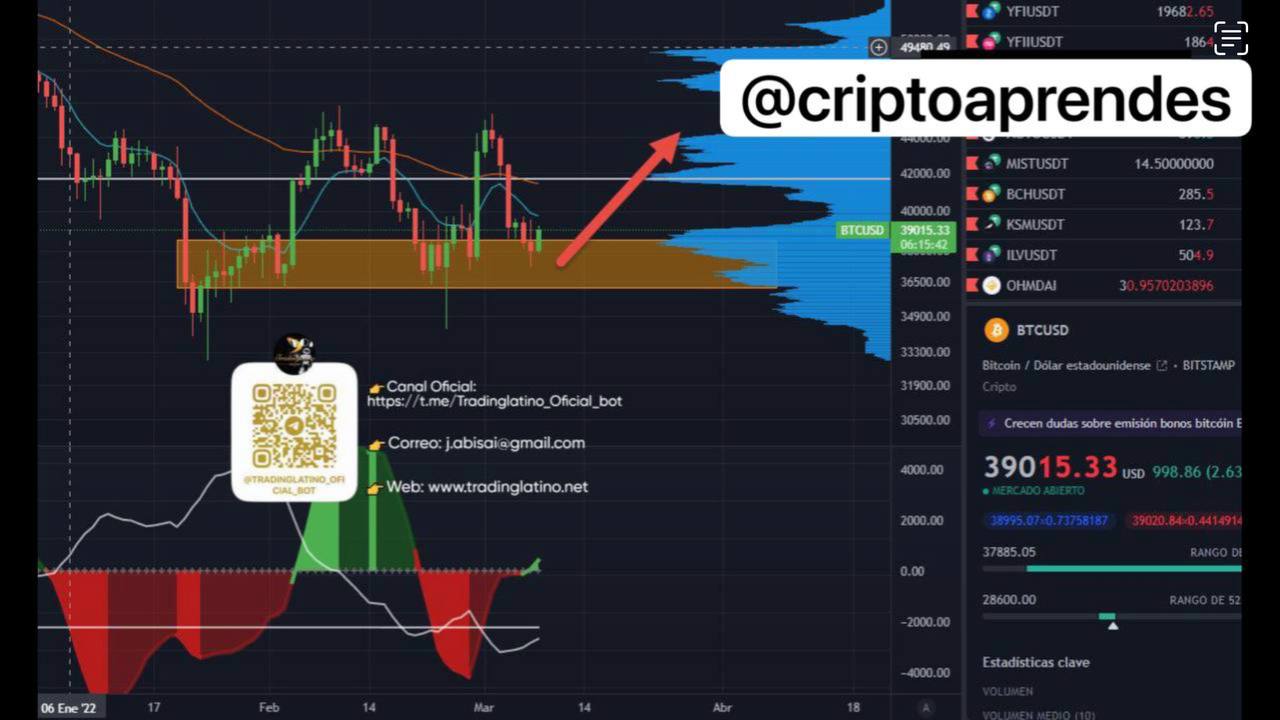 YFIUSDT 19682.65
YFIIUSDT 1864
49480.49
@criptoaprendes
44000.00
MISTUSDT 14.50000000
42000.00
BCHUSDT 285.5
40000.00
KSMUSDT 123.7
BTCUSD 39015.33
06:15:42
ILVUSDT 504.9
36500.00
OHMDAI 30.9570203896
34900.00
BTCUSD
33300.00
Bitcoin / Dólar estadounidense • BITSTAMP
Cripto
31900.00
👉 Canal Oficial:
https://t.me/Tradinglatino_Oficial_bot
30500.00
Crecen dudas sobre emisión bonos bitcóin E
👉 Correo: j.abisai@gmail.com
4000.00
39015.33 USD 998.86 (2.63
@TRADINGLATINO_OFI
CIAL_BOT
👉 Web: www.tradinglatino.net
MERCADO ABIERTO
2000.00
38995.07×0.73758187 39020.84×0.4414914
37885.05 RANGO DE
0.00
28600.00 RANGO DE 52
−2000.00
Estadísticas clave
−4000.00
VOLUMEN
06 Ene '22 17 Feb 14 Mar 14 Abr 18 A
VOLUMEN MEDIO (10)